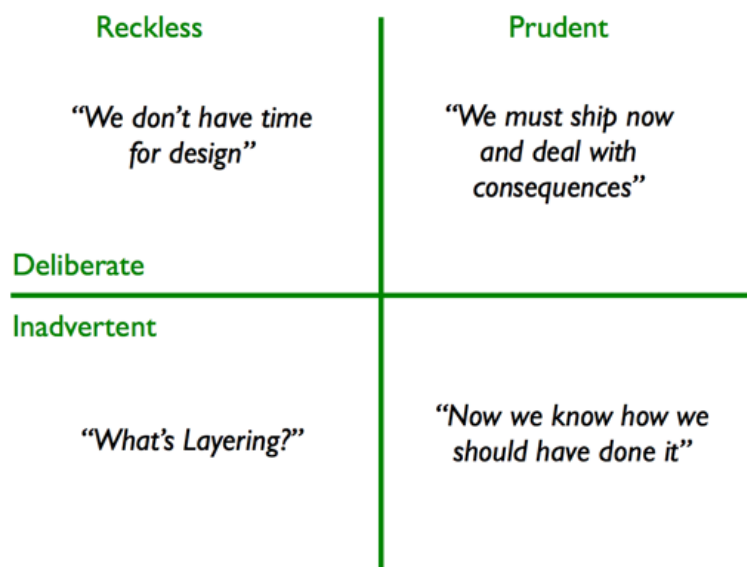 Reckless
Prudent
“We don’t have time
for design”
“We must ship now
and deal with
consequences”
Deliberate
Inadvertent
“What’s Layering?”
“Now we know how we
should have done it”